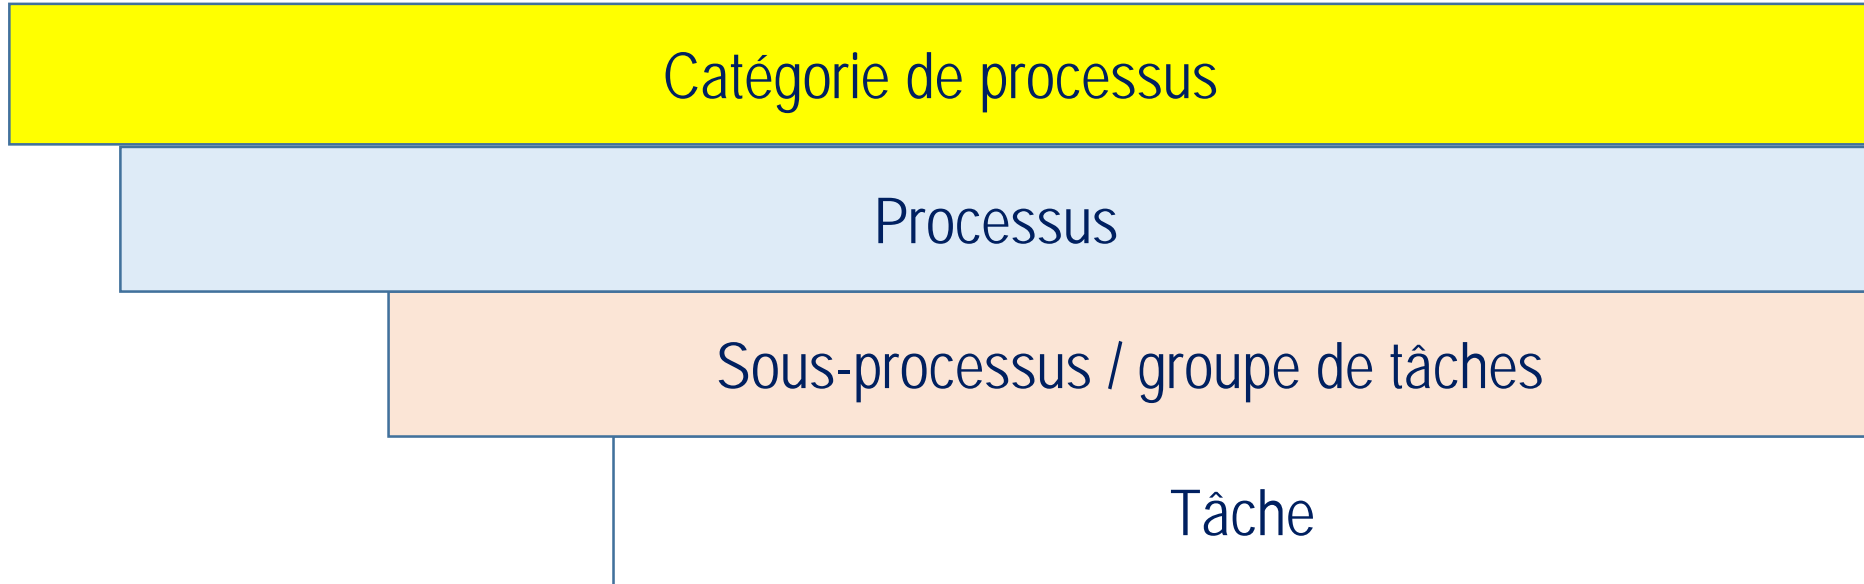 Catégorie de processus
Processus
Sous-processus / groupe de tâches
Tâche